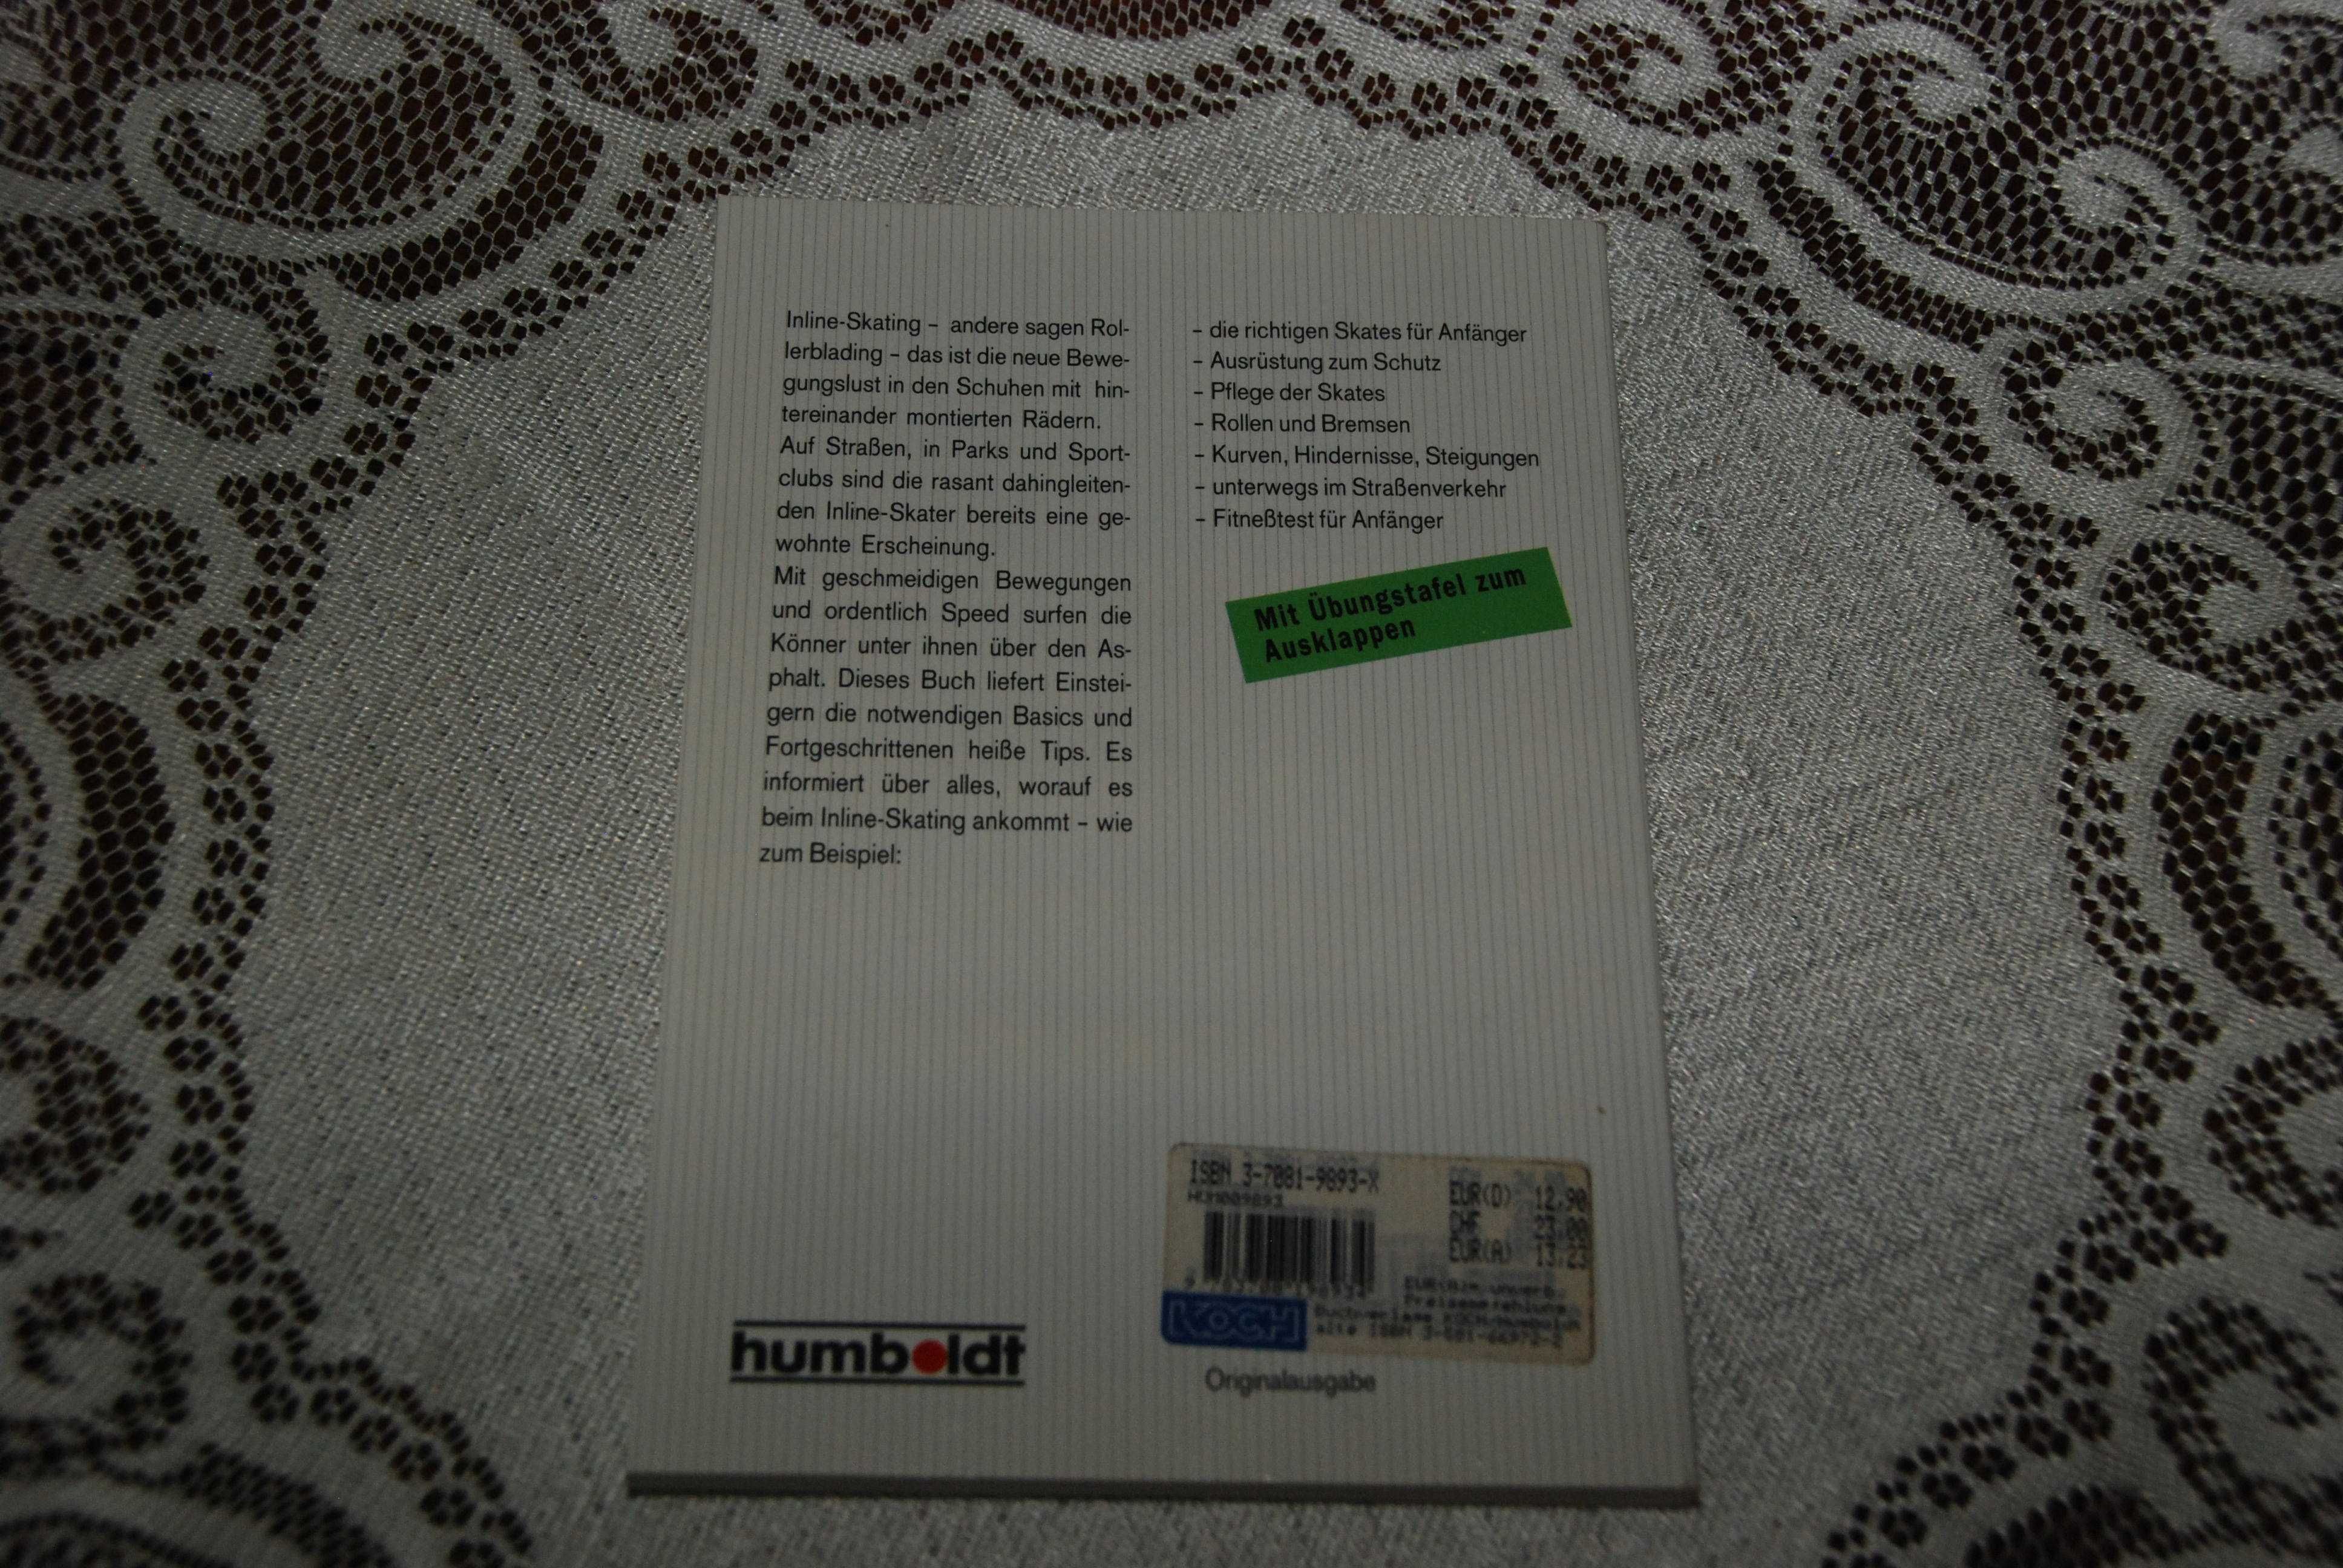 Inline-Skating – andere sagen Rol-
lerblading – das ist die neue Bewe-
gungslust in den Schuhen mit hin-
tereinander montierten Rädern.
Auf Straßen, in Parks und Sport-
clubs sind die rasant dahingleiten-
den Inline-Skater bereits eine ge-
wohnte Erscheinung.
Mit geschmeidigen Bewegungen
und ordentlich Speed surfen die
Könner unter ihnen über den As-
phalt. Dieses Buch liefert Einstei-
gern die notwendigen Basics und
Fortgeschrittenen heiße Tips. Es
informiert über alles, worauf es
beim Inline-Skating ankommt – wie
zum Beispiel:
– die richtigen Skates für Anfänger
– Ausrüstung zum Schutz
– Pflege der Skates
– Rollen und Bremsen
– Kurven, Hindernisse, Steigungen
– unterwegs im Straßenverkehr
– Fitneßtest für Anfänger
Mit Übungstafel zum
Ausklappen
ISBN 3-7081-9893-X
HUM009893
EUR(D) 12,90
CHF 23,00
EUR(A) 13,23
KOCH
humboldt
Originalausgabe